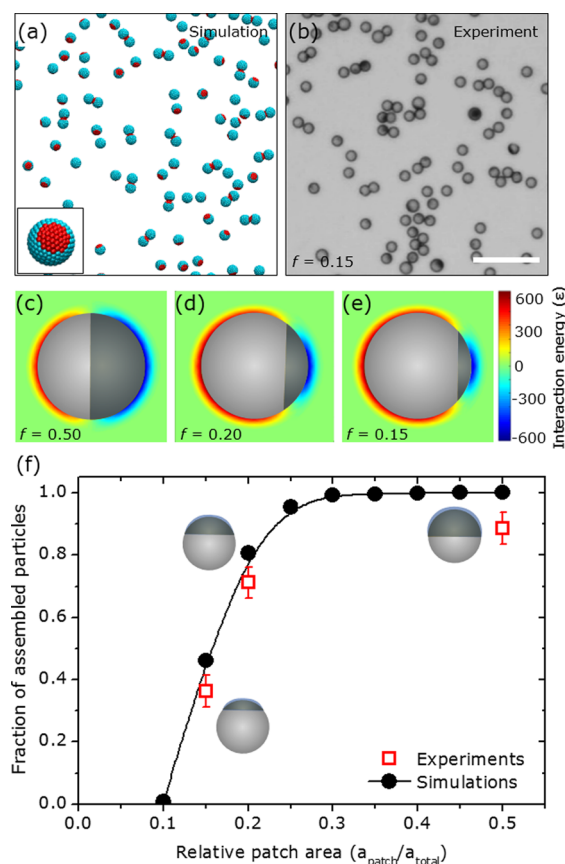 (a) Simulation
(b) Experiment
f = 0.15
(c)
(d)
(e)
f = 0.50
f = 0.20
f = 0.15
600
300
0
-300
-600
Interaction energy (ε)
(f)
1.0
0.8
0.6
0.4
0.2
0.0
Fraction of assembled particles
Experiments
Simulations
0.0 0.1 0.2 0.3 0.4 0.5
Relative patch area (a_patch/a_total)